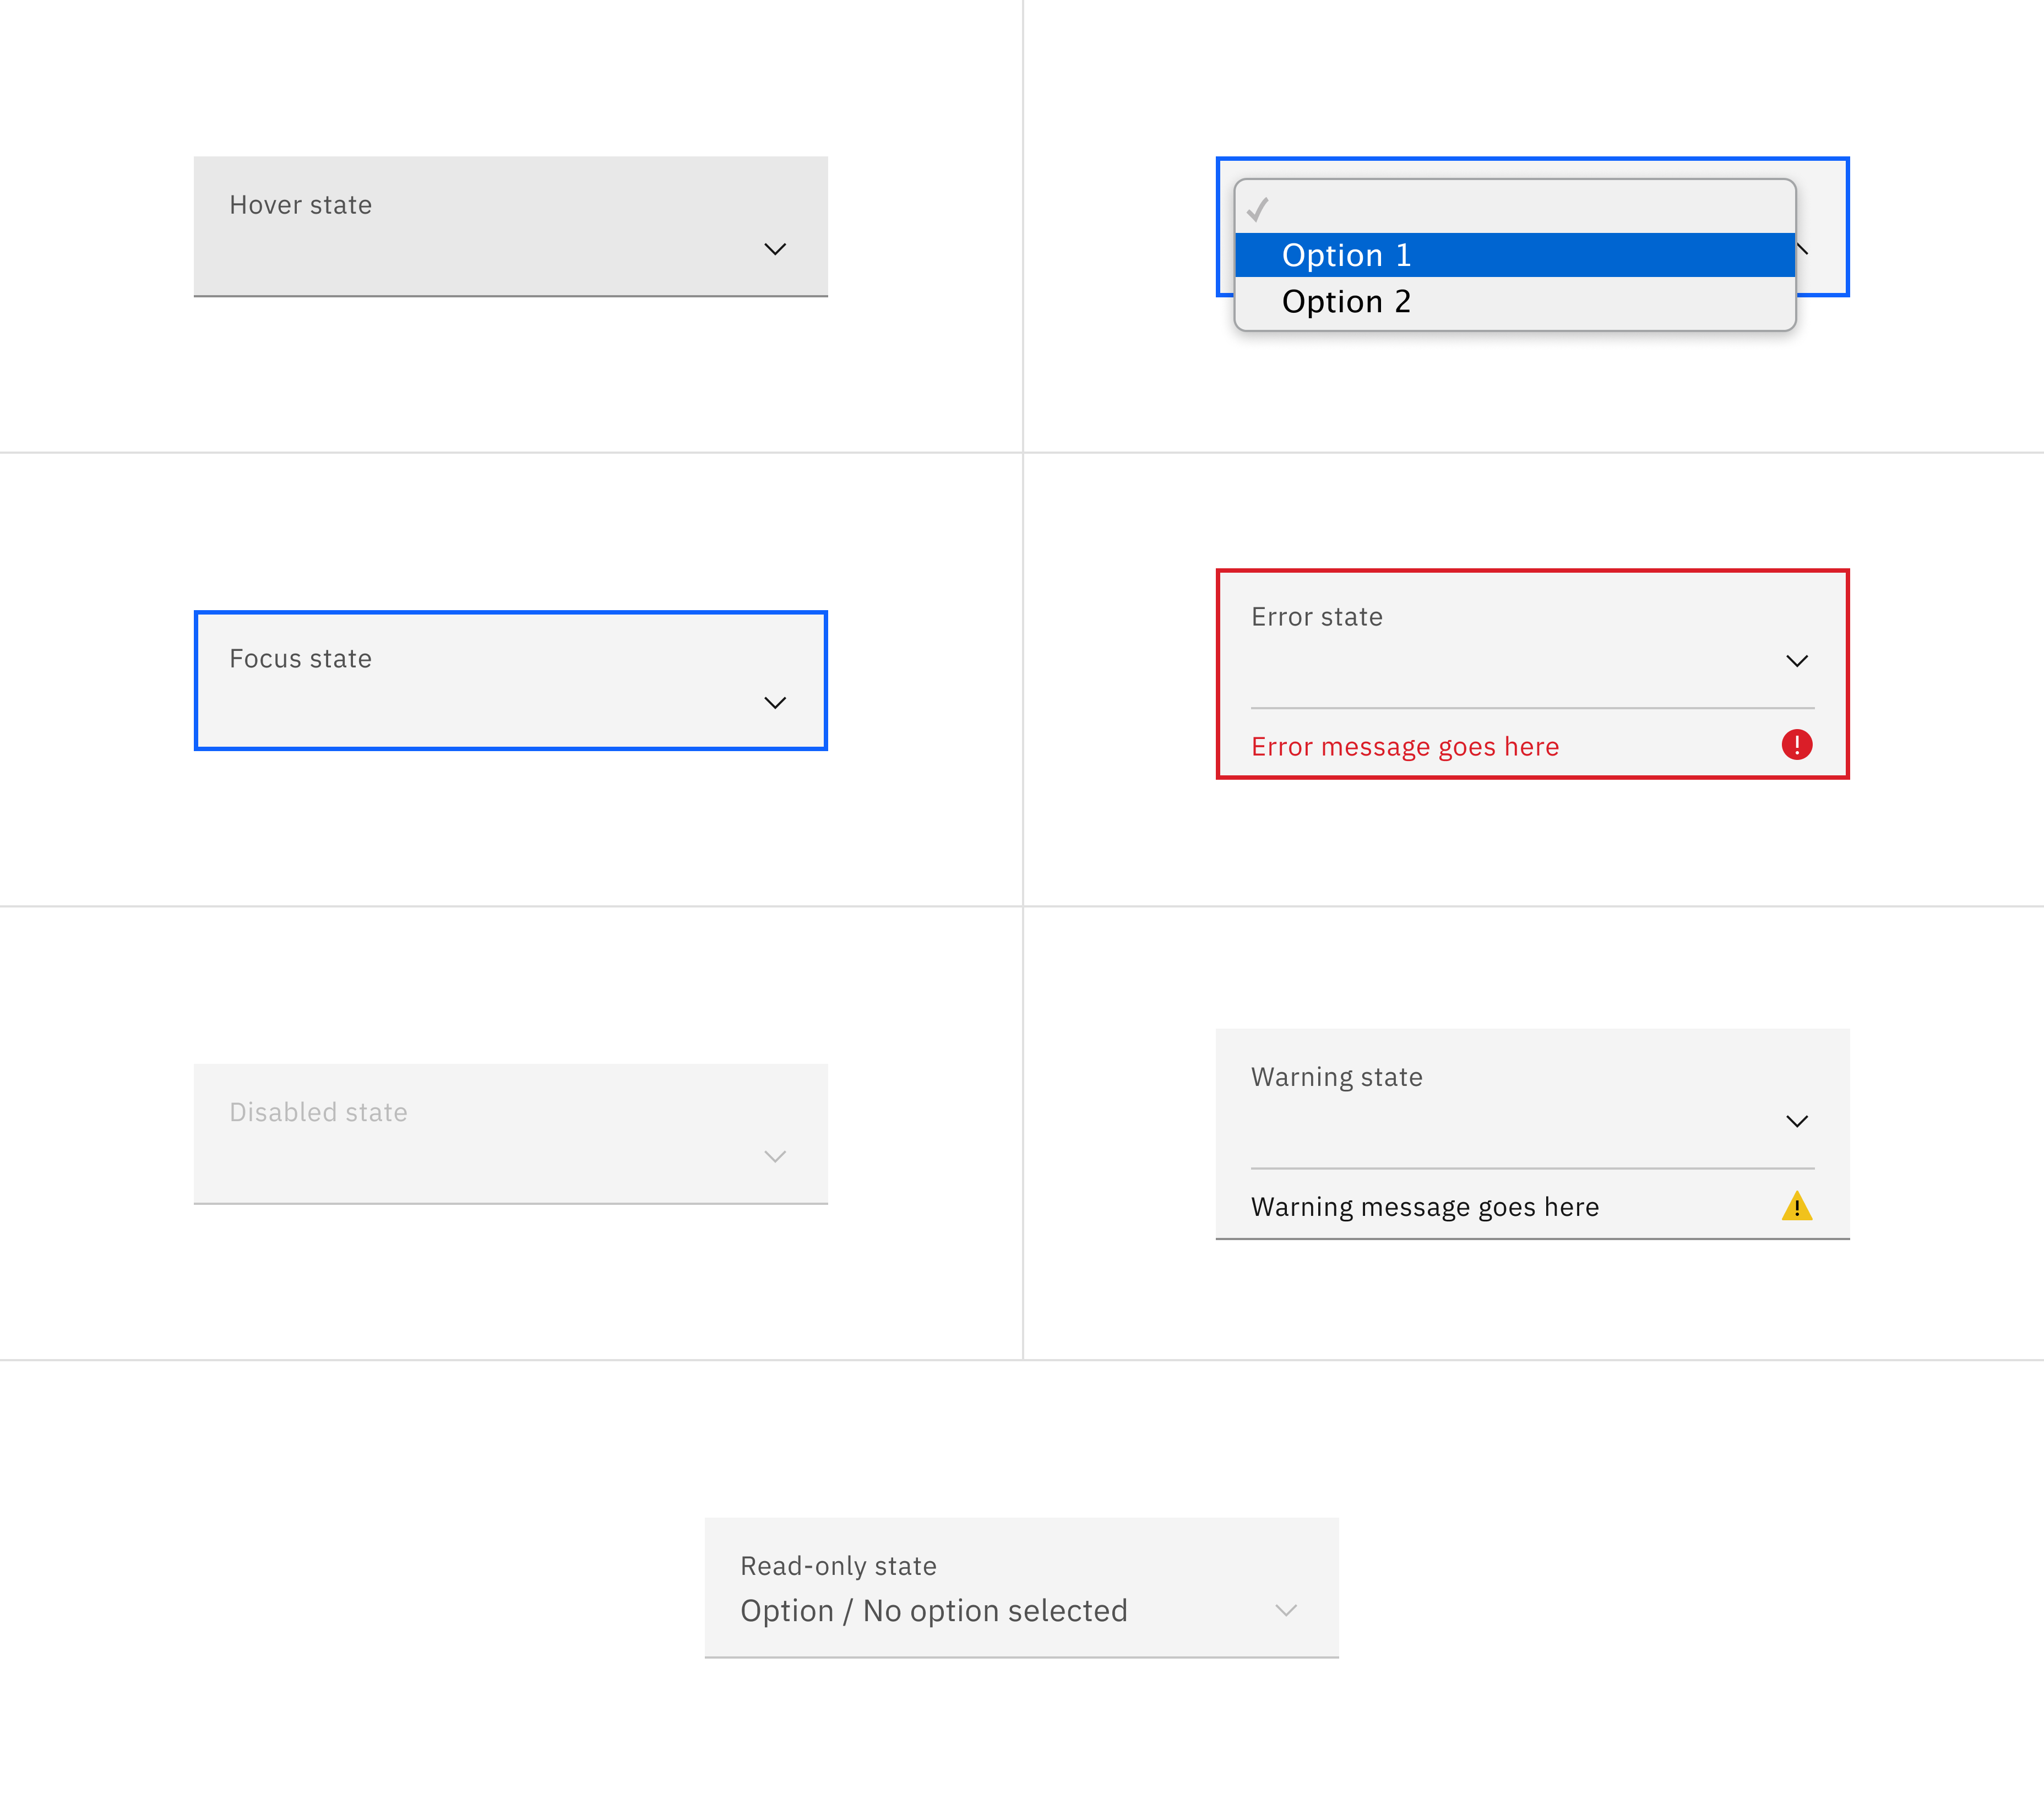 Hover state
Option 1
Option 2
Focus state
Error state
Error message goes here
Disabled state
Warning state
Warning message goes here
Read-only state
Option / No option selected